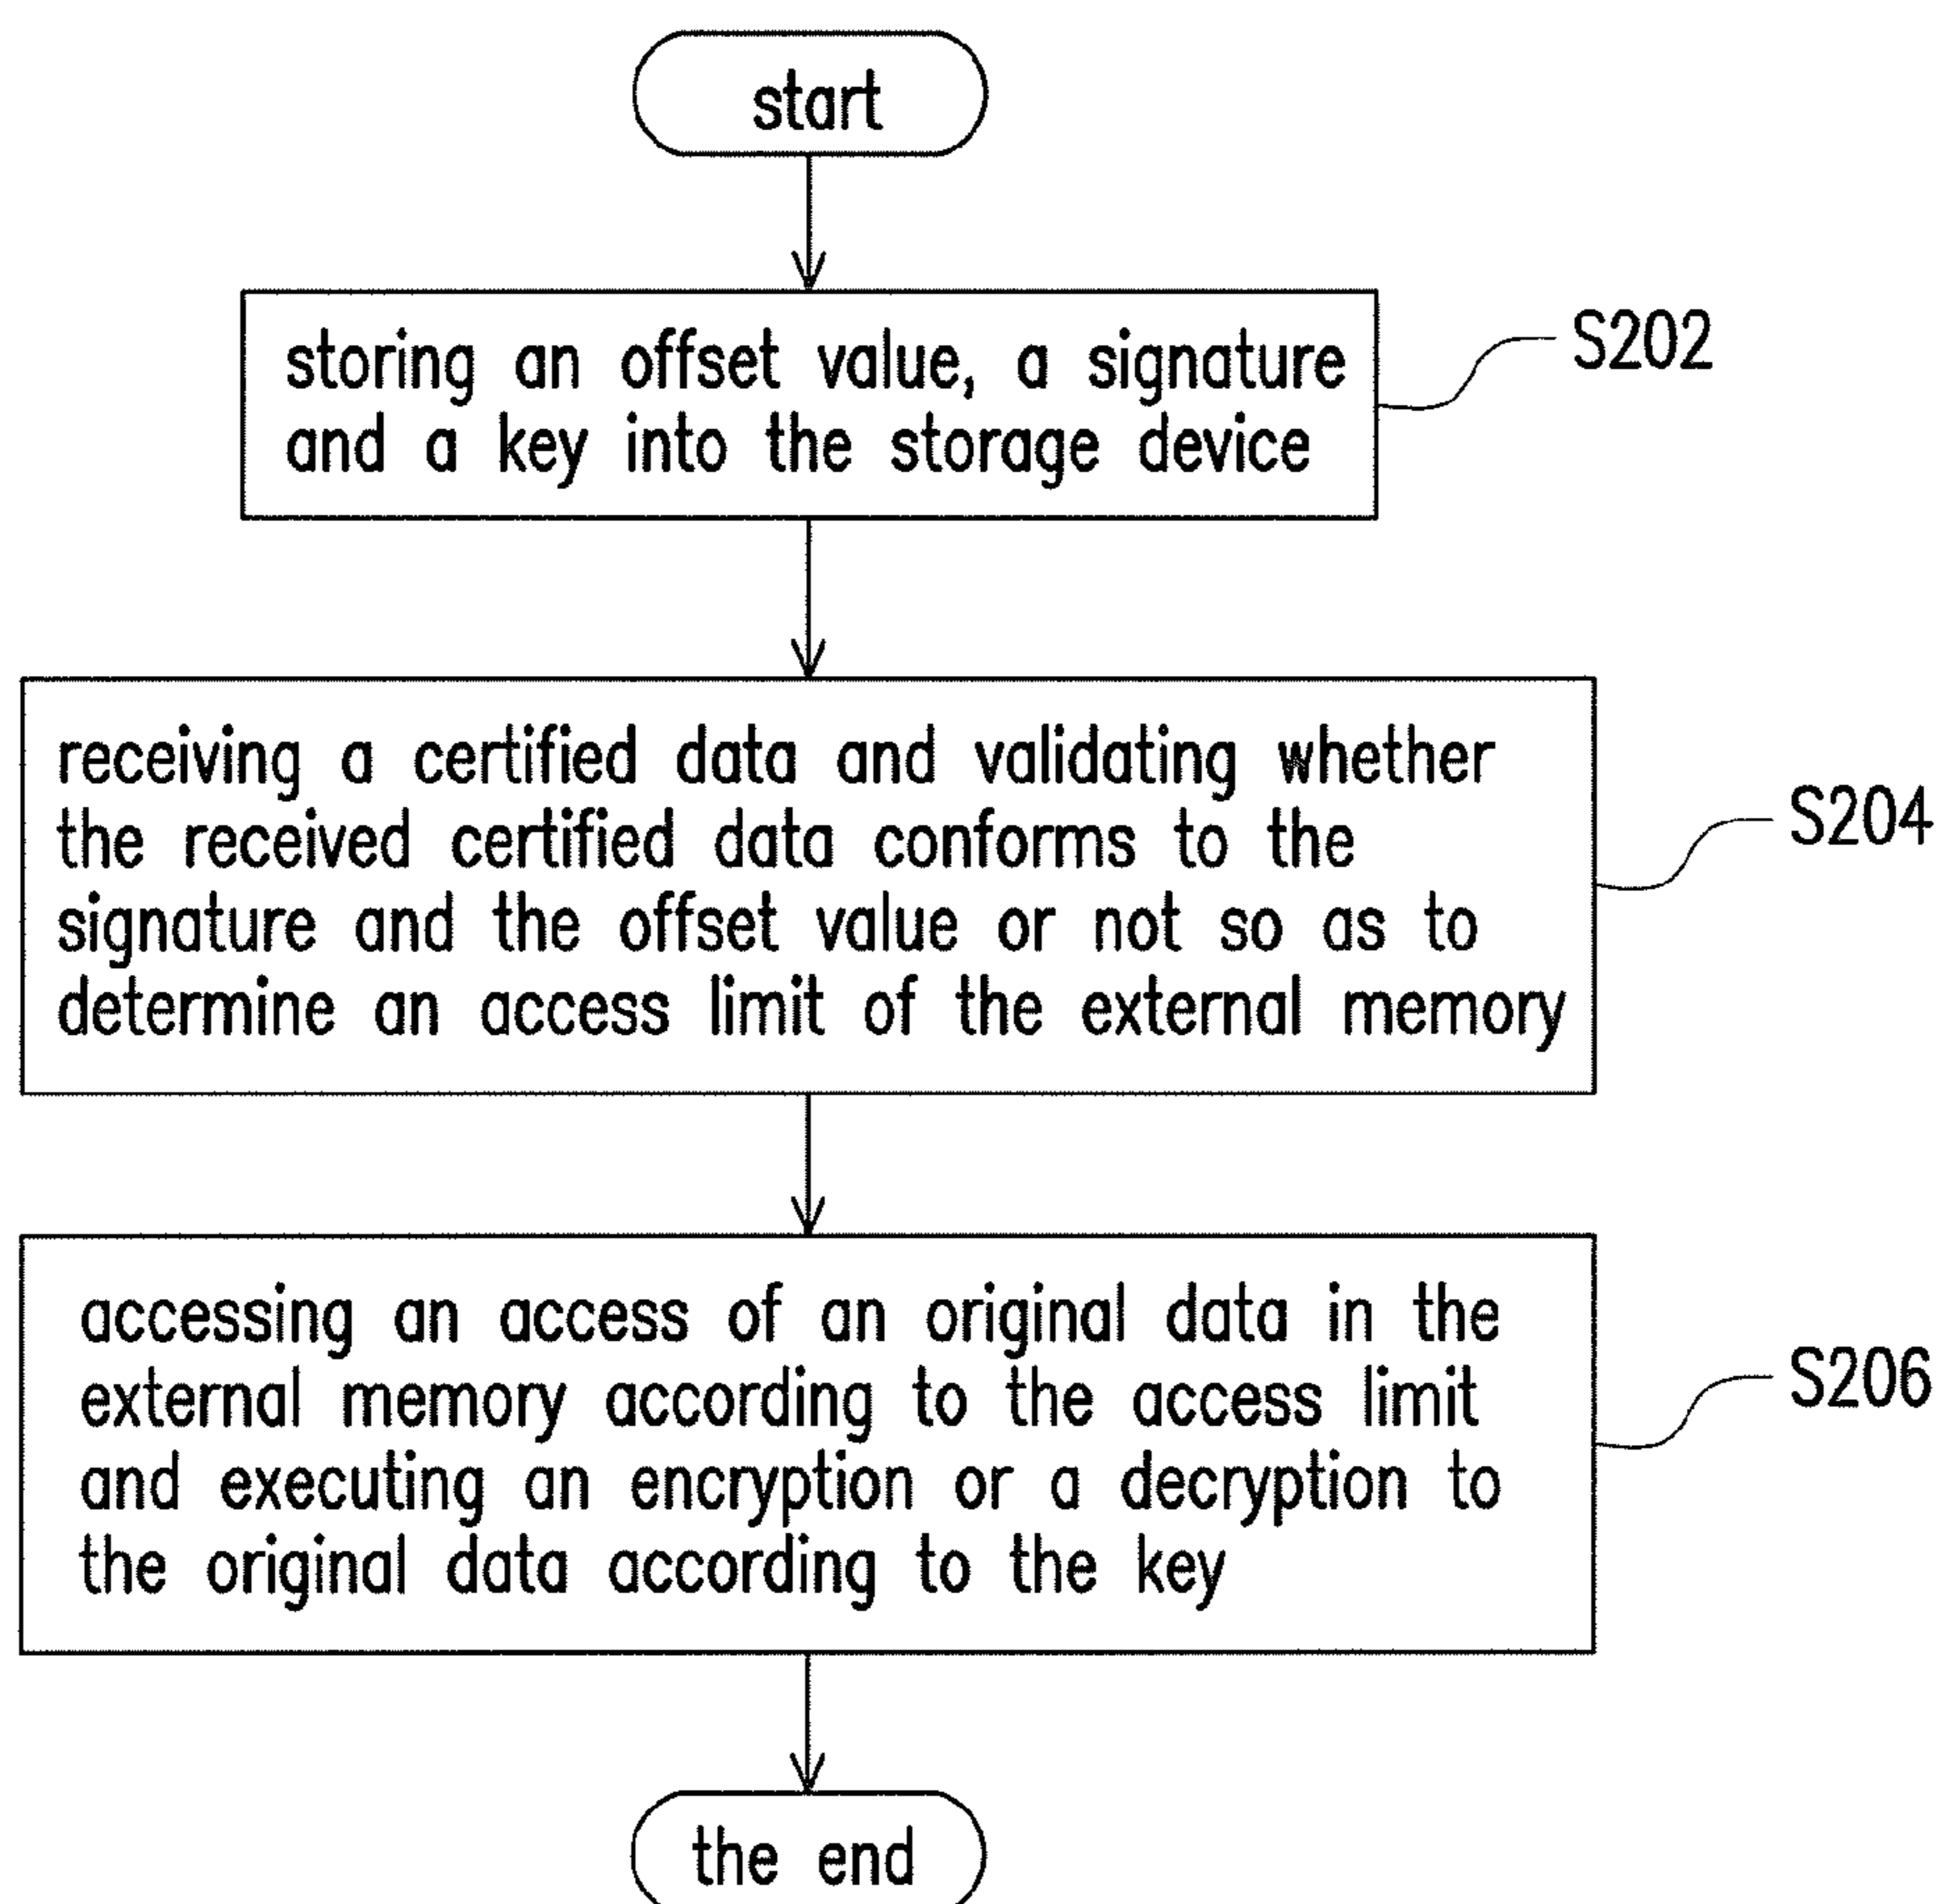 start
storing an offset value, a signature
and a key into the storage device
S202
receiving a certified data and validating whether
the received certified data conforms to the
signature and the offset value or not so as to
determine an access limit of the external memory
S204
accessing an access of an original data in the
external memory according to the access limit
and executing an encryption or a decryption to
the original data according to the key
S206
the end